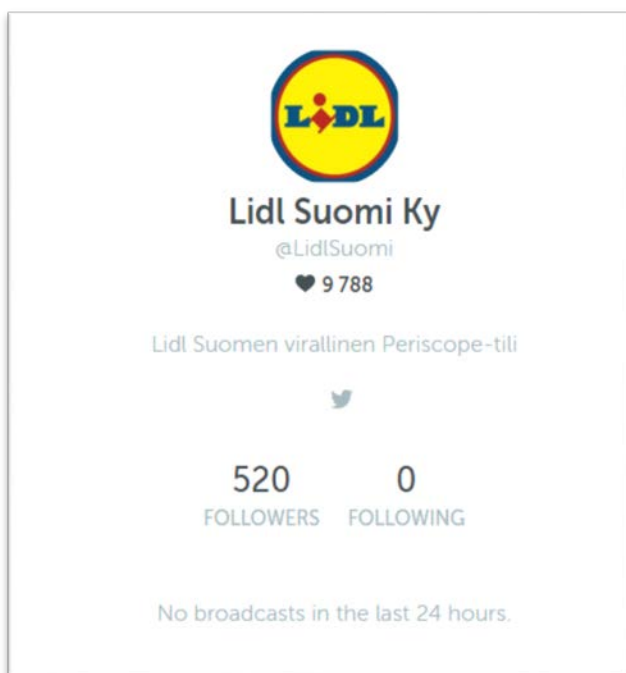 LIDL
Lidl Suomi Ky
@LidlSuomi
9 788
Lidl Suomen virallinen Periscope-tili
520 0
FOLLOWERS FOLLOWING
No broadcasts in the last 24 hours.